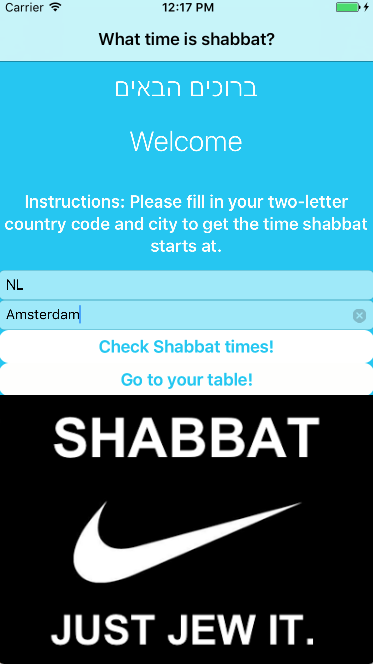 Carrier 12:17 PM
What time is shabbat?
ברוכים הבאים
Welcome
Instructions: Please fill in your two-letter
country code and city to get the time shabbat
starts at.
NL
Amsterdam
Check Shabbat times!
Go to your table!
SHABBAT
JUST JEW IT.